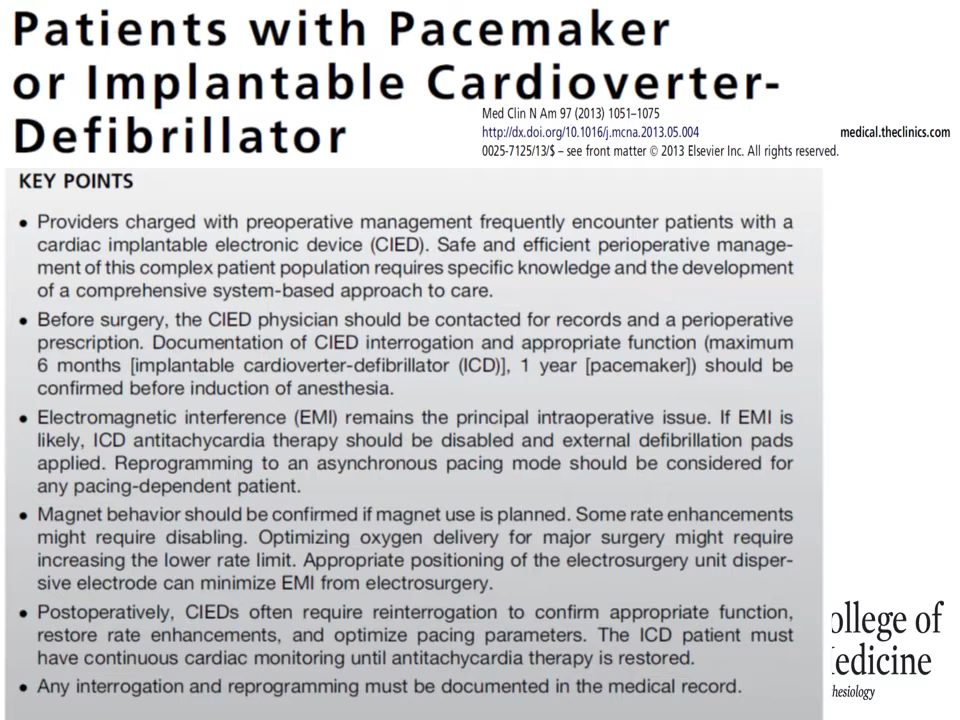 Patients with Pacemaker
or Implantable Cardioverter-
Defibrillator
Med Clin N Am 97 (2013) 1051–1075
http://dx.doi.org/10.1016/j.mcna.2013.05.004
medical.theclinics.com
0025-7125/13/$ – see front matter © 2013 Elsevier Inc. All rights reserved.
KEY POINTS
• Providers charged with preoperative management frequently encounter patients with a
cardiac implantable electronic device (CIED). Safe and efficient perioperative manage-
ment of this complex patient population requires specific knowledge and the development
of a comprehensive system-based approach to care.
• Before surgery, the CIED physician should be contacted for records and a perioperative
prescription. Documentation of CIED interrogation and appropriate function (maximum
6 months [implantable cardioverter-defibrillator (ICD)], 1 year [pacemaker]) should be
confirmed before induction of anesthesia.
• Electromagnetic interference (EMI) remains the principal intraoperative issue. If EMI is
likely, ICD antitachycardia therapy should be disabled and external defibrillation pads
applied. Reprogramming to an asynchronous pacing mode should be considered for
any pacing-dependent patient.
• Magnet behavior should be confirmed if magnet use is planned. Some rate enhancements
might require disabling. Optimizing oxygen delivery for major surgery might require
increasing the lower rate limit. Appropriate positioning of the electrosurgery unit disper-
sive electrode can minimize EMI from electrosurgery.
• Postoperatively, CIEDs often require reinterrogation to confirm appropriate function,
restore rate enhancements, and optimize pacing parameters. The ICD patient must
have continuous cardiac monitoring until antitachycardia therapy is restored.
• Any interrogation and reprogramming must be documented in the medical record.
ollege of
edicine
hesiology